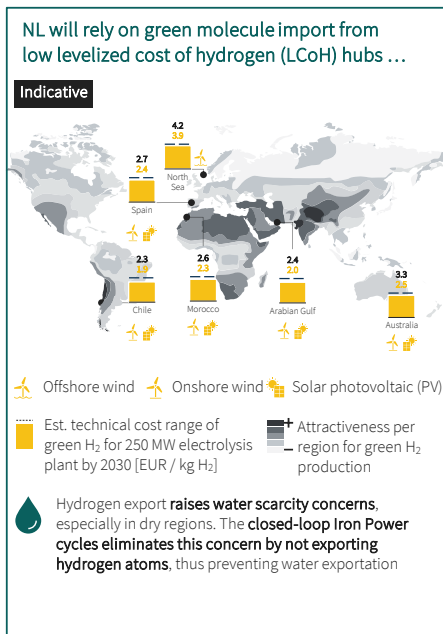 NL will rely on green molecule import from
low levelized cost of hydrogen (LCoH) hubs ...
Indicative
4.2
3.9
North
Sea
2.7
2.4
Spain
2.3
1.9
Chile
2.6
2.3
Morocco
2.4
2.0
Arabian Gulf
3.3
2.5
Australia
Offshore wind
Onshore wind
Solar photovoltaic (PV)
Est. technical cost range of
green H₂ for 250 MW electrolysis
plant by 2030 [EUR / kg H₂]
+
–
Attractiveness per
region for green H₂
production
Hydrogen export raises water scarcity concerns,
especially in dry regions. The closed-loop Iron Power
cycles eliminates this concern by not exporting
hydrogen atoms, thus preventing water exportation